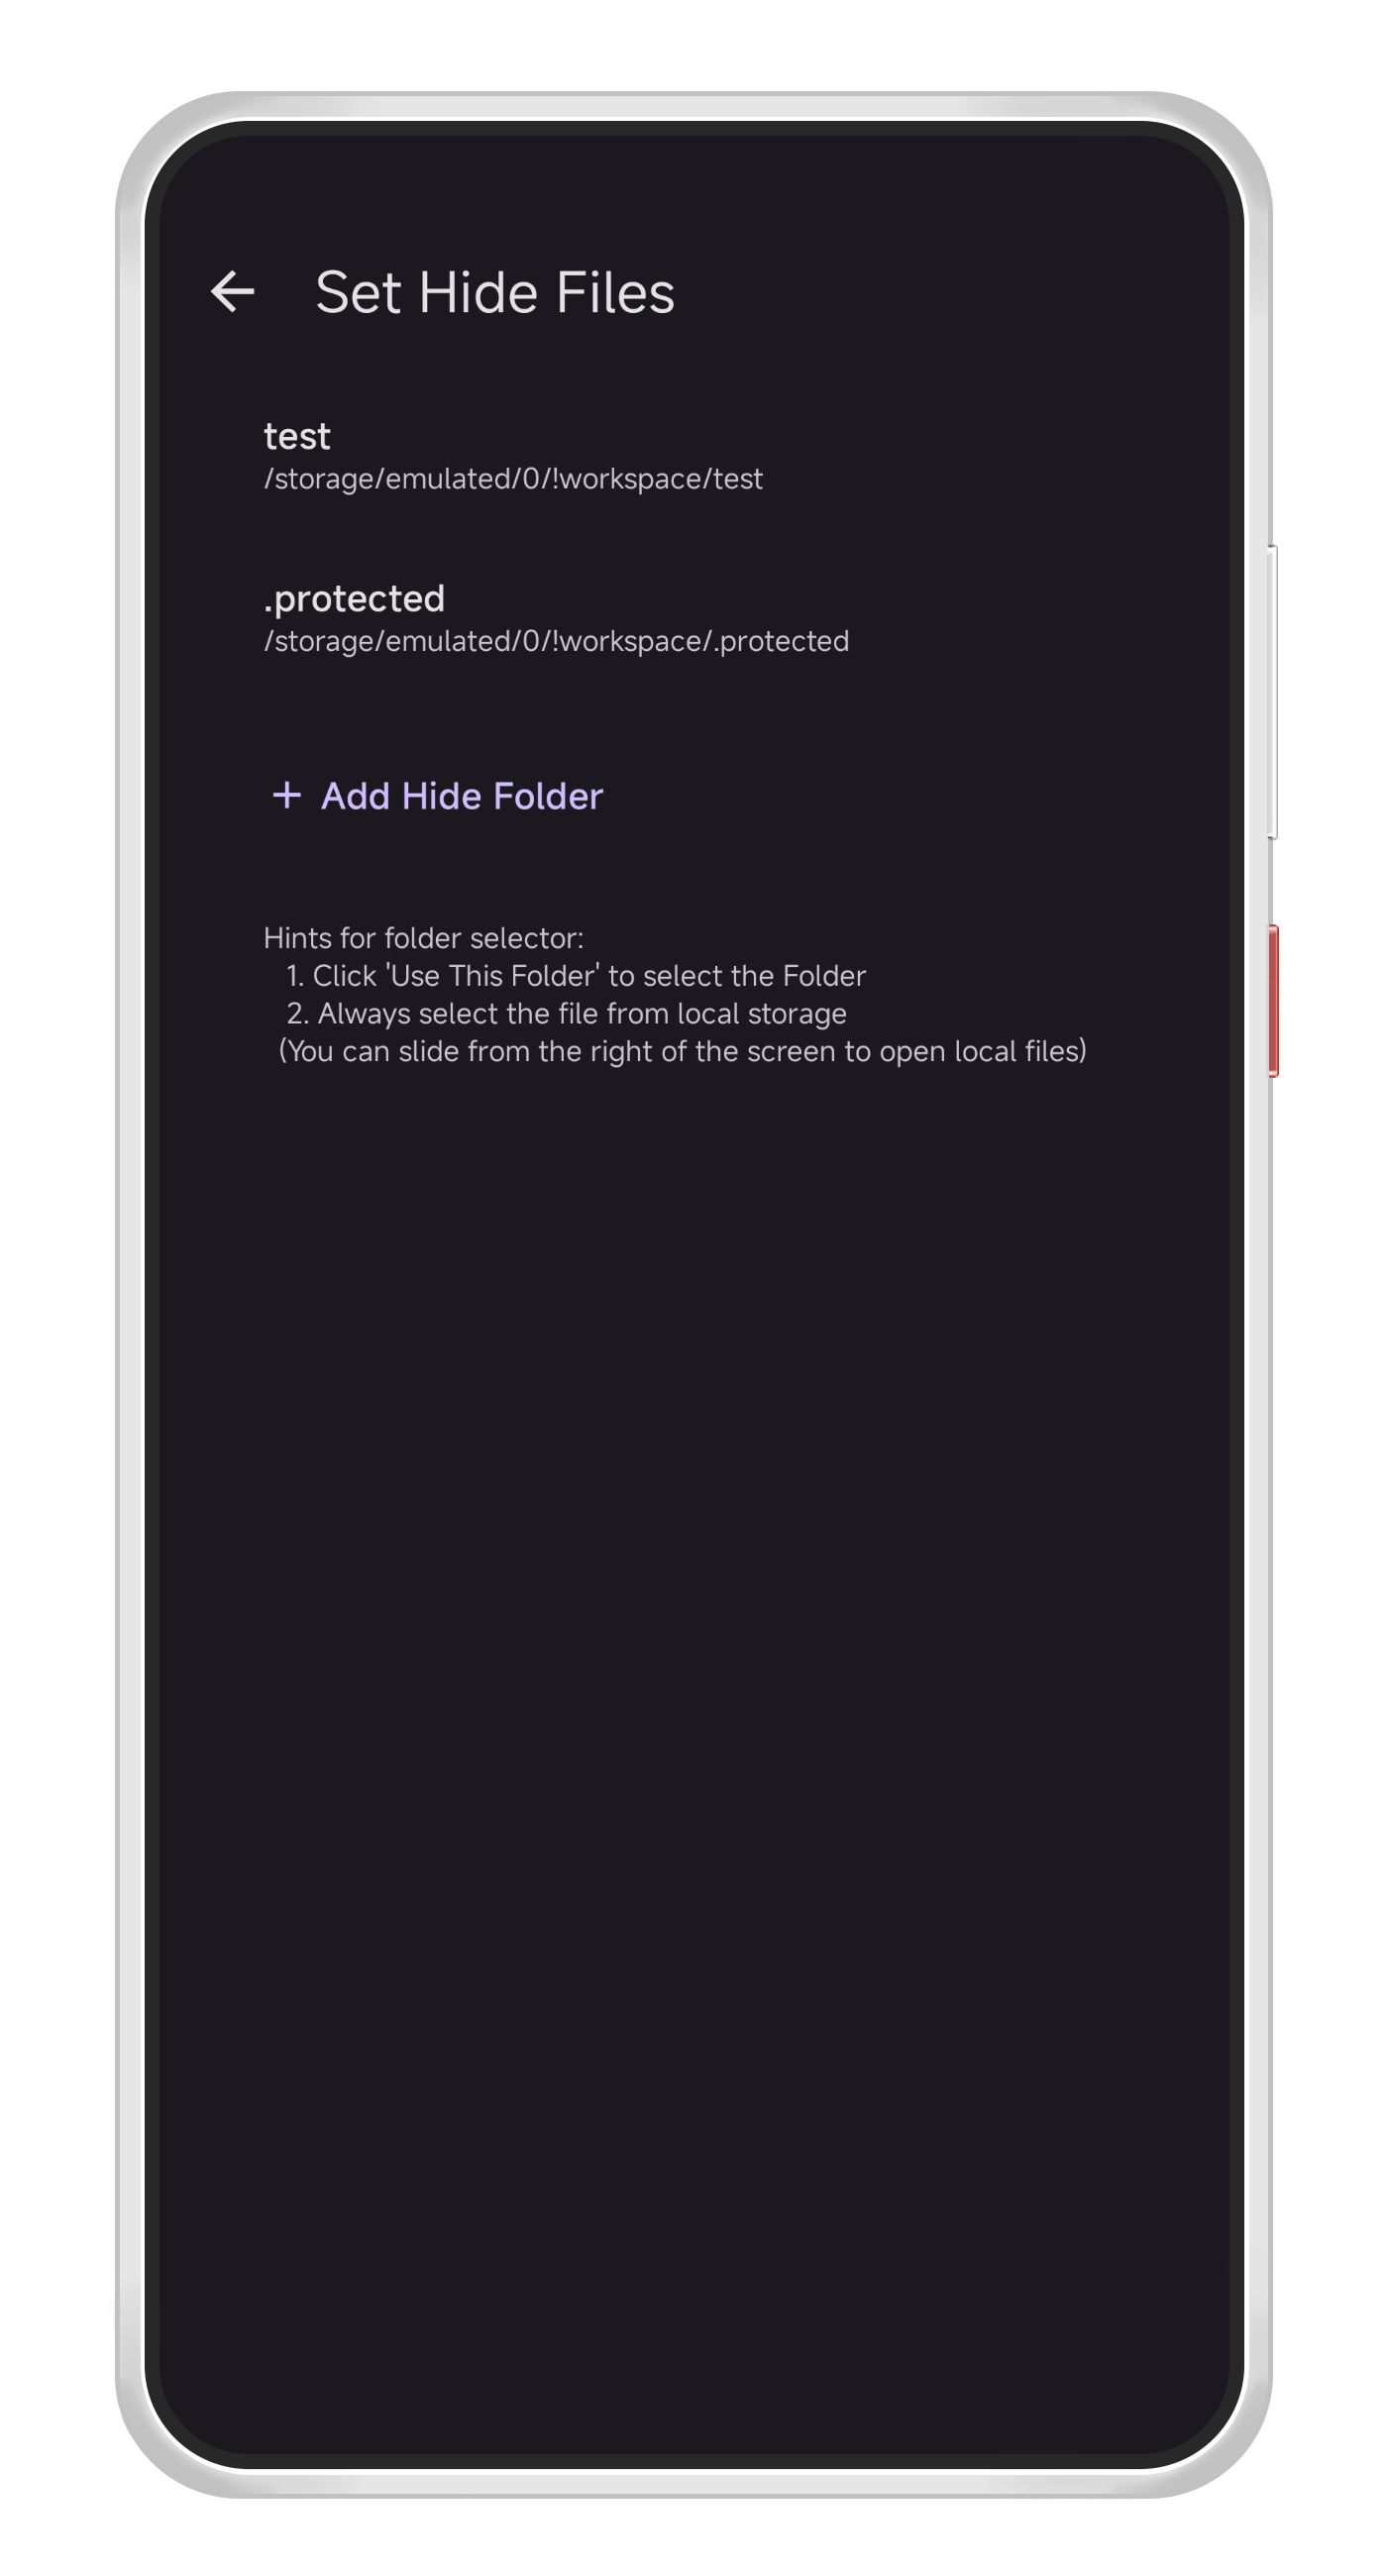 Set Hide Files
test
/storage/emulated/0/!workspace/test
.protected
/storage/emulated/0/!workspace/.protected
+ Add Hide Folder
Hints for folder selector:
1. Click 'Use This Folder' to select the Folder
2. Always select the file from local storage
(You can slide from the right of the screen to open local files)